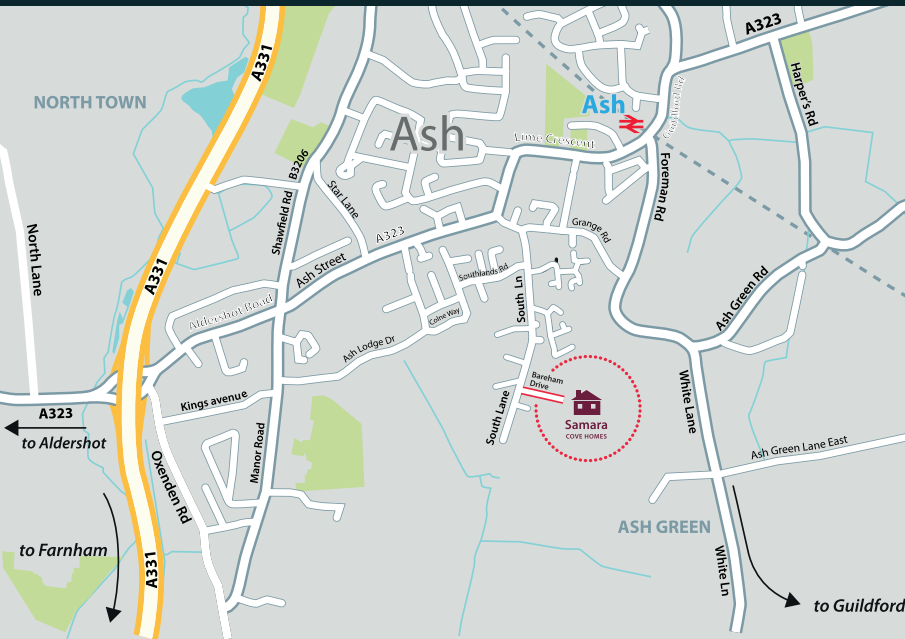 A331
A323
NORTH TOWN
Harper's Rd
Ash
Ash
Guildford Rd
Lime Crescent
B3206
Foreman Rd
Star Lane
Shawfield Rd
North Lane
A323
Grange Rd
A331
Ash Street
Southlands Rd
South Ln
Ash Green Rd
Aldershot Road
Colne Way
Ash Lodge Dr
Bareham
Drive
Kings avenue
White Lane
A323
South Lane
Samara
COVE HOMES
to Aldershot
Manor Road
Ash Green Lane East
Oxenden Rd
ASH GREEN
to Farnham
A331
White Ln
to Guildford